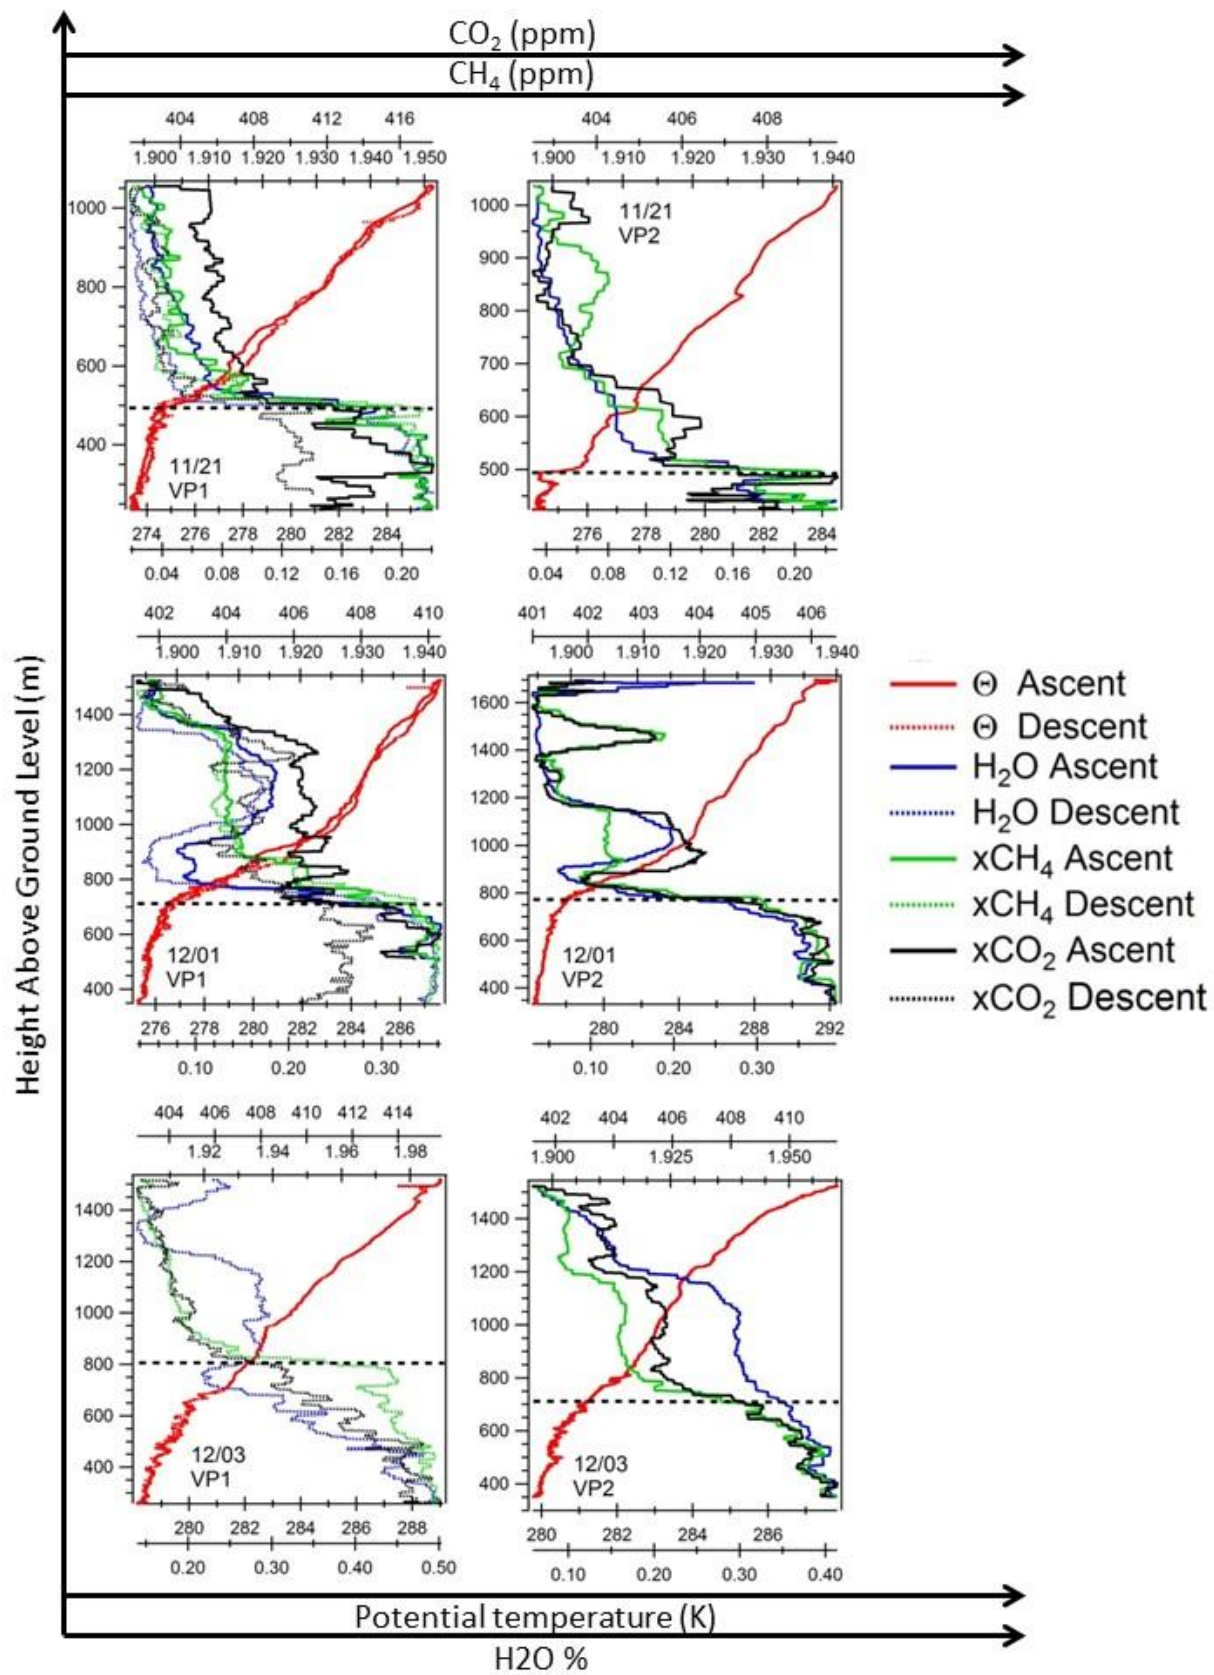 CO₂ (ppm)
CH₄ (ppm)
404 408 412 416
1.900 1.910 1.920 1.930 1.940 1.950
1000
800
600
400
11/21
VP1
274 276 278 280 282 284
0.04 0.08 0.12 0.16 0.20
404 406 408
1.900 1.910 1.920 1.930 1.940
1000
900
800
700
600
500
11/21
VP2
276 278 280 282 284
0.04 0.08 0.12 0.16 0.20
402 404 406 408 410
1.900 1.910 1.920 1.930 1.940
1400
1200
1000
800
600
400
12/01
VP1
276 278 280 282 284 286
0.10 0.20 0.30
401 402 403 404 405 406
1.900 1.910 1.920 1.930 1.940
1600
1400
1200
1000
800
600
400
12/01
VP2
280 284 288 292
0.10 0.20 0.30
404 406 408 410 412 414
1.92 1.94 1.96 1.98
1400
1200
1000
800
600
400
12/03
VP1
280 282 284 286 288
0.20 0.30 0.40 0.50
402 404 406 408 410
1.900 1.925 1.950
1400
1200
1000
800
600
400
12/03
VP2
280 282 284 286
0.10 0.20 0.30 0.40
Height Above Ground Level (m)
Θ Ascent
Θ Descent
H₂O Ascent
H₂O Descent
xCH₄ Ascent
xCH₄ Descent
xCO₂ Ascent
xCO₂ Descent
Potential temperature (K)
H2O %